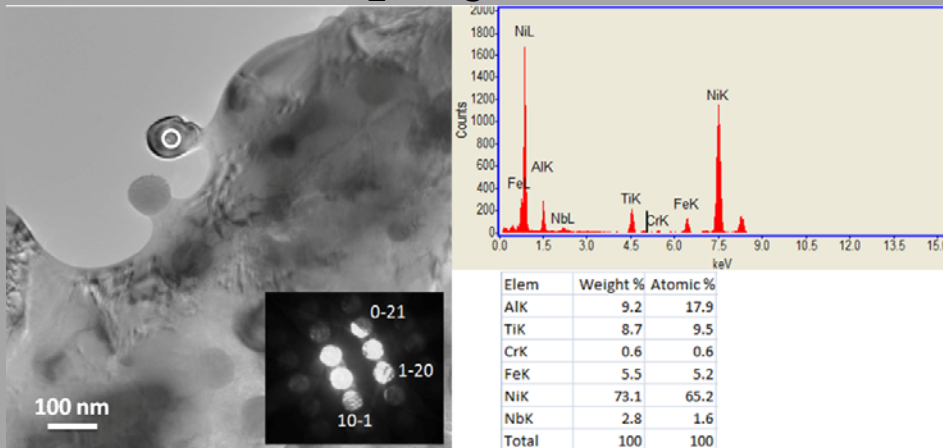 100 nm
0-21
1-20
10-1
2000
1800
1600
1400
1200
1000
800
600
400
200
0
Counts
NiL
FeL
AlK
NbL
TiK
CrK
FeK
NiK
0.0 1.5 3.0 4.5 6.0 7.5 9.0 10.5 12.0 13.5 15.0
keV
Elem Weight % Atomic %
AlK 9.2 17.9
TiK 8.7 9.5
CrK 0.6 0.6
FeK 5.5 5.2
NiK 73.1 65.2
NbK 2.8 1.6
Total 100 100